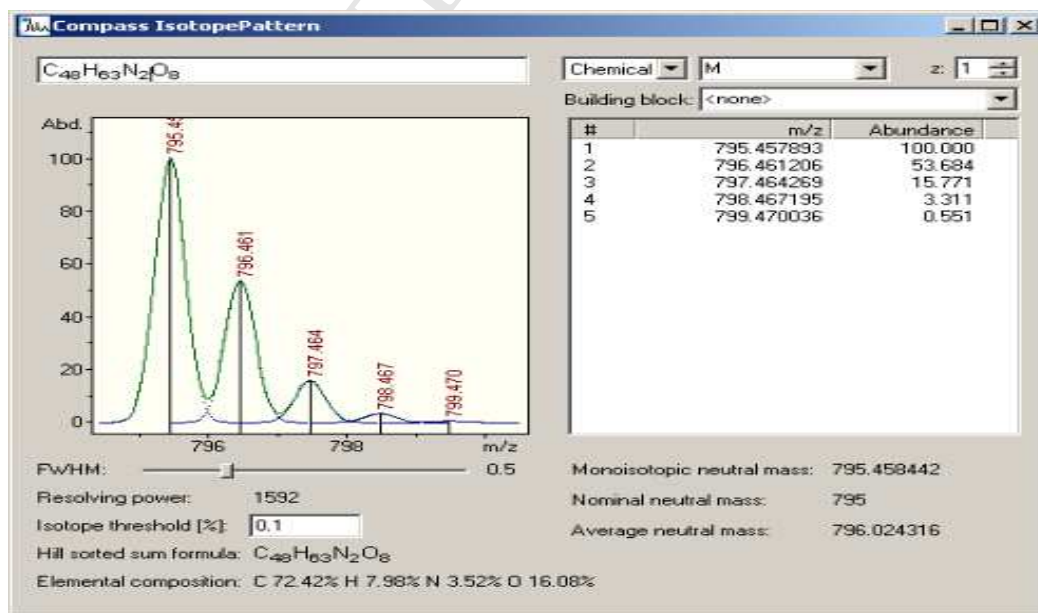 Compass IsotopePattern
C48H63N2O8
Chemical M z: 1
Building block: <none>
Abd.
100
80
60
40
20
0
795.45
796.461
797.464
798.467
799.470
796 798 m/z
# m/z Abundance
1 795.457893 100.000
2 796.461206 53.684
3 797.464269 15.771
4 798.467195 3.311
5 799.470036 0.551
FWHM: 0.5
Resolving power: 1592
Isotope threshold [%]: 0.1
Hill sorted sum formula: C48H63N2O8
Elemental composition: C 72.42% H 7.98% N 3.52% O 16.08%
Monoisotopic neutral mass: 795.458442
Nominal neutral mass: 795
Average neutral mass: 796.024316